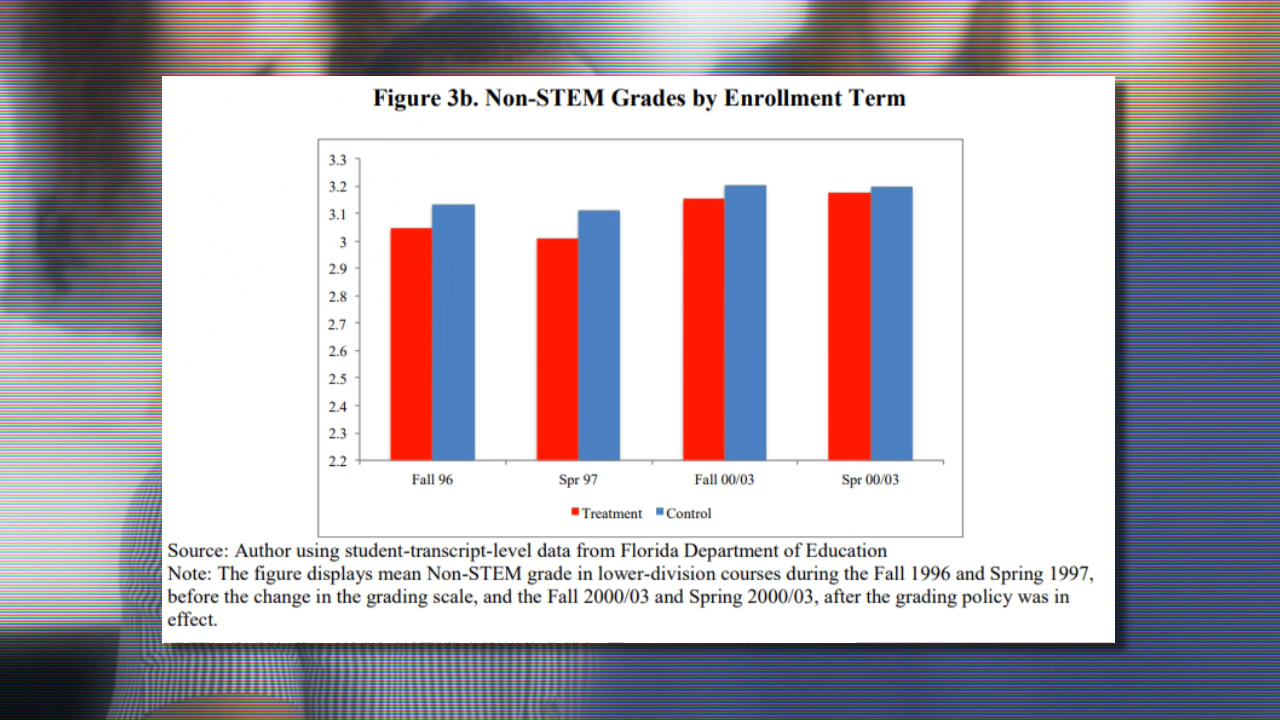 Figure 3b. Non-STEM Grades by Enrollment Term
3.3
3.2
3.1
3
2.9
2.8
2.7
2.6
2.5
2.4
2.3
2.2
Fall 96 Spr 97 Fall 00/03 Spr 00/03
Treatment Control
Source: Author using student-transcript-level data from Florida Department of Education
Note: The figure displays mean Non-STEM grade in lower-division courses during the Fall 1996 and Spring 1997,
before the change in the grading scale, and the Fall 2000/03 and Spring 2000/03, after the grading policy was in
effect.